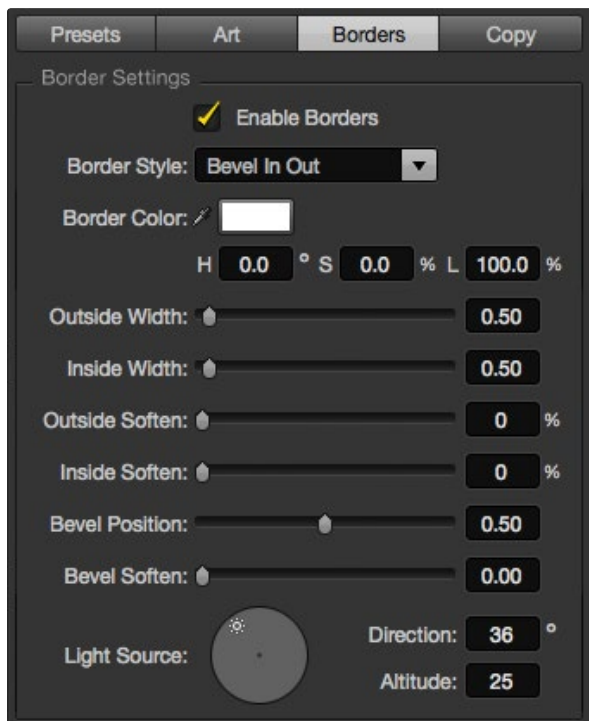 Presets Art Borders Copy
Border Settings
Enable Borders
Border Style: Bevel In Out
Border Color:
H 0.0 ° S 0.0 % L 100.0 %
Outside Width: 0.50
Inside Width: 0.50
Outside Soften: 0 %
Inside Soften: 0 %
Bevel Position: 0.50
Bevel Soften: 0.00
Light Source:
Direction: 36 °
Altitude: 25